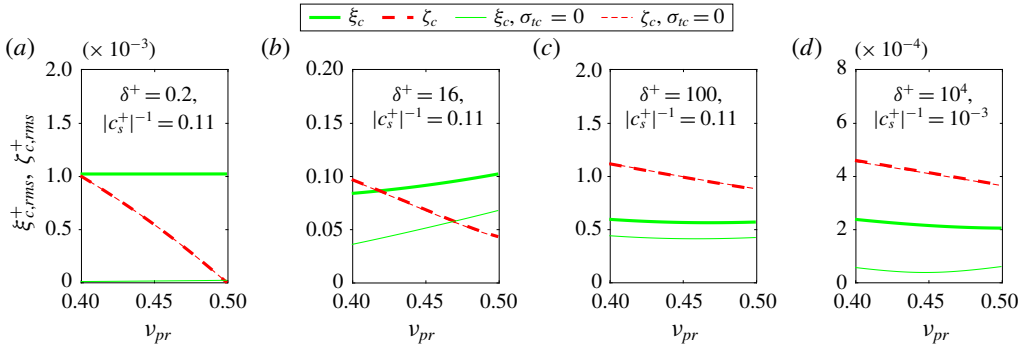 ξ_c ζ_c ξ_c, σ_tc = 0 ζ_c, σ_tc = 0
(a) (× 10⁻³) (b) (c) (d) (× 10⁻⁴)
2.0 0.20 2.0 8
δ⁺ = 0.2, δ⁺ = 16, δ⁺ = 100, δ⁺ = 10⁴,
|c_s⁺|⁻¹ = 0.11 |c_s⁺|⁻¹ = 0.11 |c_s⁺|⁻¹ = 0.11 |c_s⁺|⁻¹ = 10⁻³
1.5 0.15 1.5 6
ξ⁺_c,rms, ζ⁺_c,rms
1.0 0.10 1.0 4
0.5 0.05 0.5 2
0 0 0 0
0.40 0.45 0.50 0.40 0.45 0.50 0.40 0.45 0.50 0.40 0.45 0.50
ν_pr ν_pr ν_pr ν_pr